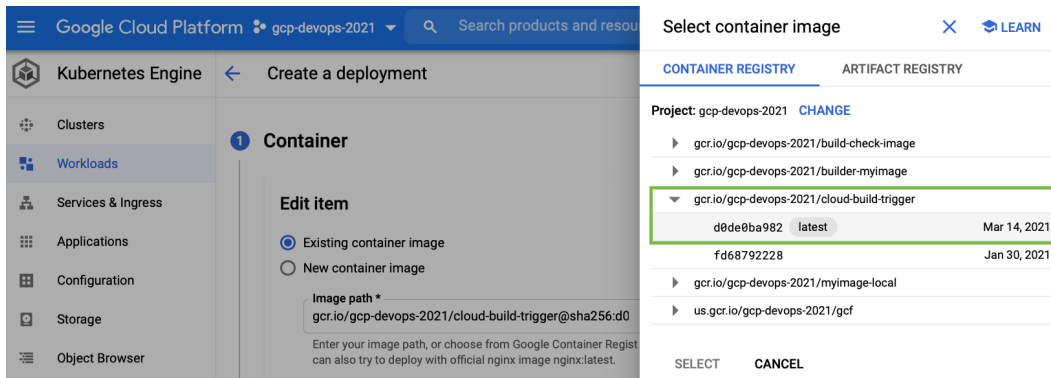 Google Cloud Platform
gcp-devops-2021
Search products and resou
Kubernetes Engine
Create a deployment
Clusters
Workloads
Services & Ingress
Applications
Configuration
Storage
Object Browser
1 Container
Edit item
Existing container image
New container image
Image path *
gcr.io/gcp-devops-2021/cloud-build-trigger@sha256:d0
Enter your image path, or choose from Google Container Regist
can also try to deploy with official nginx image nginx:latest.
Select container image
LEARN
CONTAINER REGISTRY ARTIFACT REGISTRY
Project: gcp-devops-2021 CHANGE
gcr.io/gcp-devops-2021/build-check-image
gcr.io/gcp-devops-2021/builder-myimage
gcr.io/gcp-devops-2021/cloud-build-trigger
d0de0ba982 latest Mar 14, 2021
fd68792228 Jan 30, 2021
gcr.io/gcp-devops-2021/myimage-local
us.gcr.io/gcp-devops-2021/gcf
SELECT CANCEL